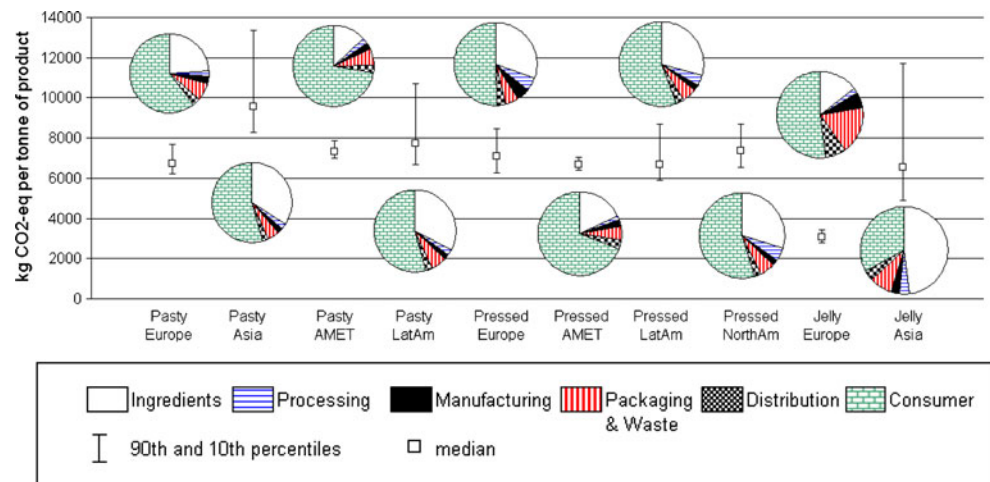 kg CO2-eq per tonne of product
14000
12000
10000
8000
6000
4000
2000
0
Pasty Europe
Pasty Asia
Pasty AMET
Pasty LatAm
Pressed Europe
Pressed AMET
Pressed LatAm
Pressed NorthAm
Jelly Europe
Jelly Asia
Ingredients
Processing
Manufacturing
Packaging
& Waste
Distribution
Consumer
90th and 10th percentiles
median